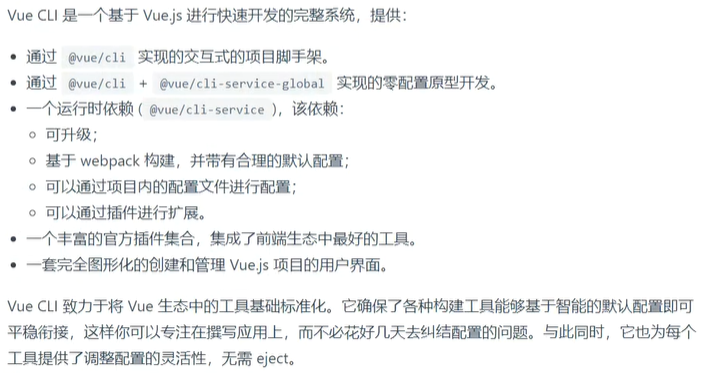 Vue CLI 是一个基于 Vue.js 进行快速开发的完整系统，提供：
• 通过 @vue/cli 实现的交互式的项目脚手架。
• 通过 @vue/cli + @vue/cli-service-global 实现的零配置原型开发。
• 一个运行时依赖 ( @vue/cli-service )，该依赖：
◦ 可升级；
◦ 基于 webpack 构建，并带有合理的默认配置；
◦ 可以通过项目内的配置文件进行配置；
◦ 可以通过插件进行扩展。
• 一个丰富的官方插件集合，集成了前端生态中最好的工具。
• 一套完全图形化的创建和管理 Vue.js 项目的用户界面。
Vue CLI 致力于将 Vue 生态中的工具基础标准化。它确保了各种构建工具能够基于智能的默认配置即可
平稳衔接，这样你可以专注在撰写应用上，而不必花好几天去纠结配置的问题。与此同时，它也为每个
工具提供了调整配置的灵活性，无需 eject。